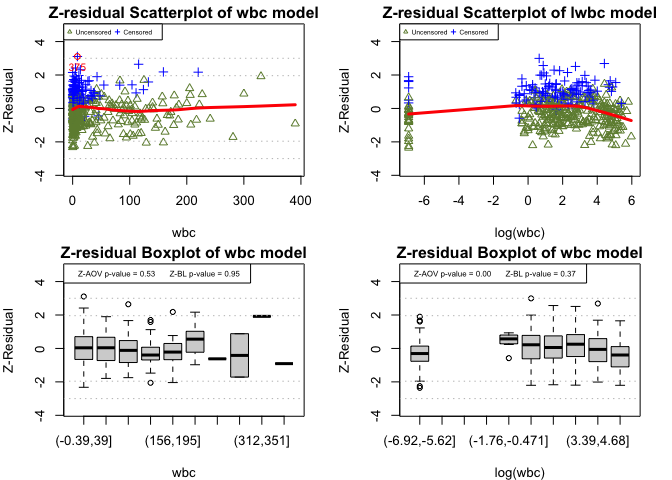 Z-residual Scatterplot of wbc model
Uncensored Censored
375
Z-Residual
4
2
0
-2
-4
0 100 200 300 400
wbc
Z-residual Scatterplot of lwbc model
Uncensored Censored
Z-Residual
4
2
0
-2
-4
-6 -4 -2 0 2 4 6
log(wbc)
Z-residual Boxplot of wbc model
Z-AOV p-value = 0.53 Z-BL p-value = 0.95
Z-Residual
4
2
0
-2
-4
(-0.39,39] (156,195] (312,351]
wbc
Z-residual Boxplot of wbc model
Z-AOV p-value = 0.00 Z-BL p-value = 0.37
Z-Residual
4
2
0
-2
-4
(-6.92,-5.62] (-1.76,-0.471] (3.39,4.68]
log(wbc)